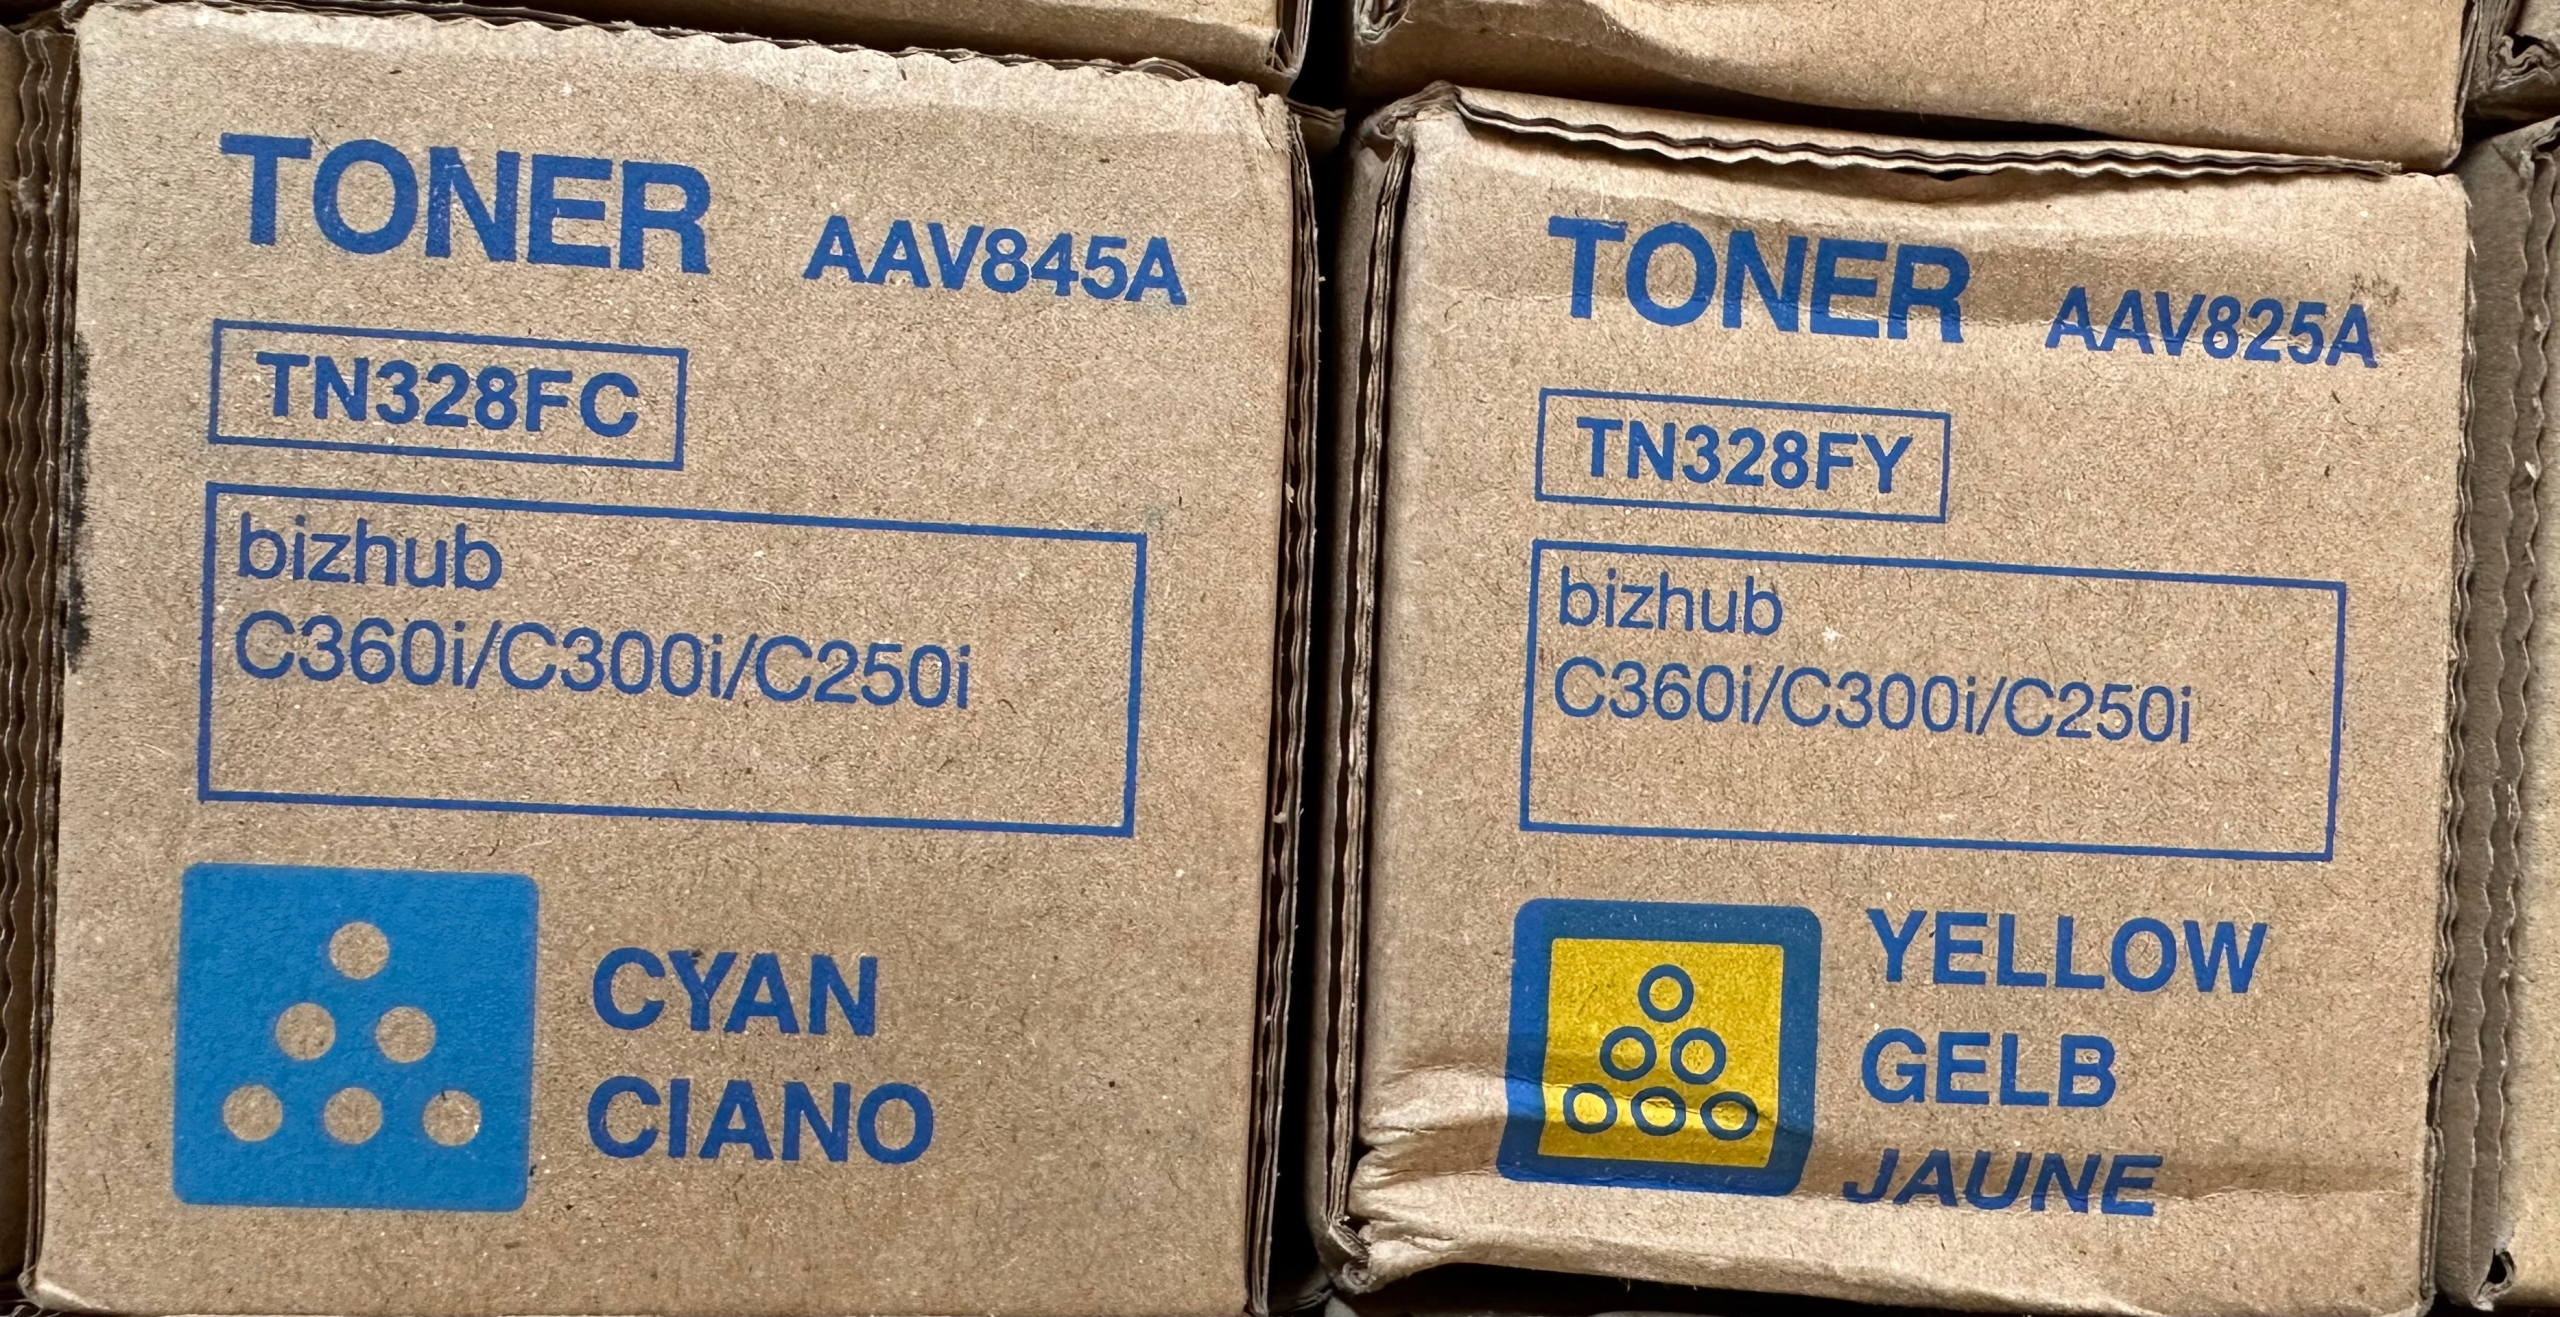 TONER AAV845A
TN328FC
bizhub
C360i/C300i/C250i
CYAN
CIANO
TONER AAV825A
TN328FY
bizhub
C360i/C300i/C250i
YELLOW
GELB
JAUNE